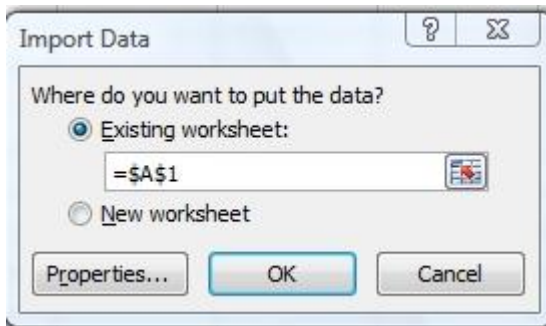 Import Data
Where do you want to put the data?
Existing worksheet:
=$A$1
New worksheet
Properties... OK Cancel